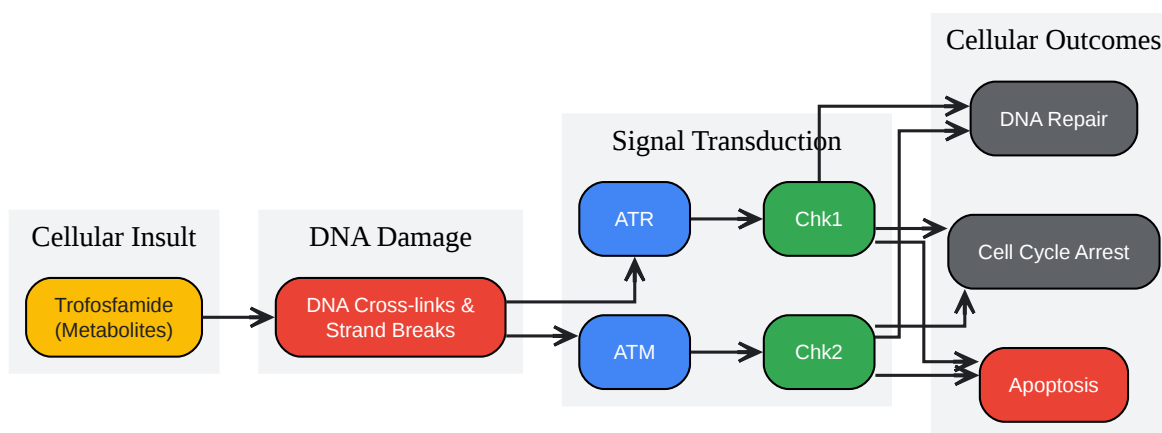 Cellular Insult
Trofosfamide
(Metabolites)
DNA Damage
DNA Cross-links &
Strand Breaks
Signal Transduction
ATR
Chk1
ATM
Chk2
Cellular Outcomes
DNA Repair
Cell Cycle Arrest
Apoptosis